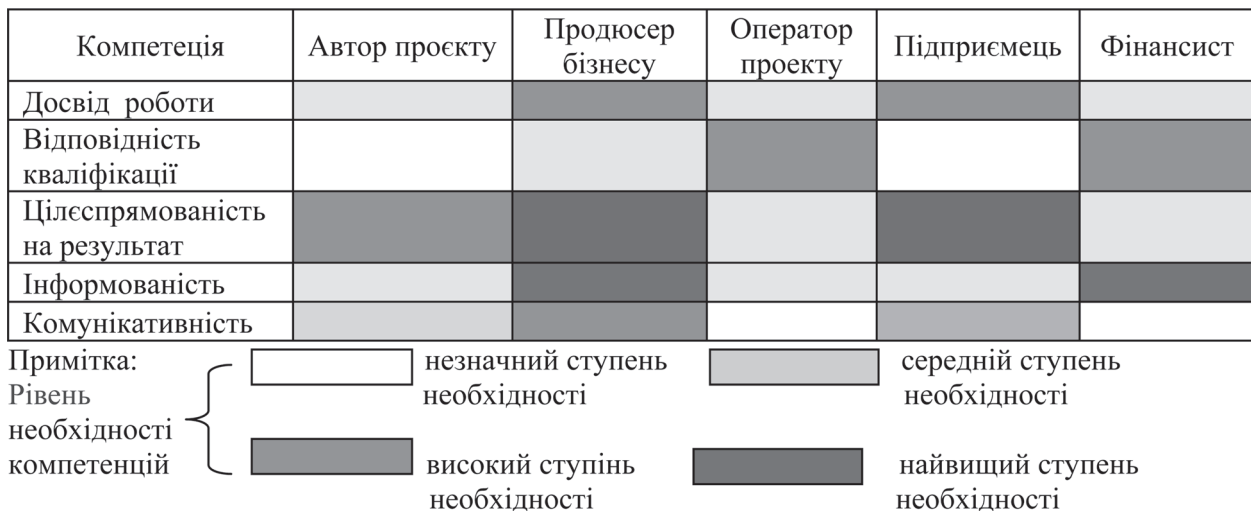 Компетеція Автор проєкту Продюсер бізнесу Оператор проекту Підприємець Фінансист
Досвід роботи
Відповідність
кваліфікації
Цілєспрямованість
на результат
Інформованість
Комунікативність
Примітка:
Рівень
необхідності
компетенцій
незначний ступень
необхідності
середній ступень
необхідності
високий ступінь
необхідності
найвищий ступень
необхідності